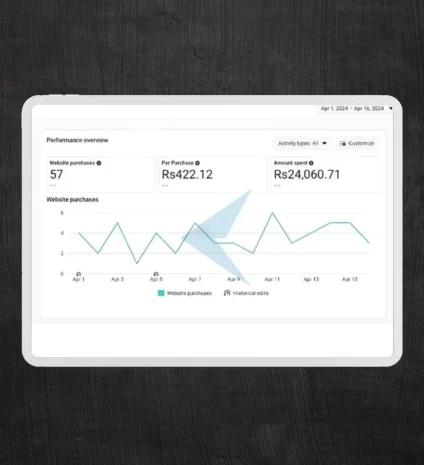 Apr 1, 2024 – Apr 16, 2024
Performance overview
Activity types: All
Customize
Website purchases
Per Purchase
Amount spent
57
Rs422.12
Rs24,060.71
Website purchases
6
4
2
0
Apr 1 Apr 3 Apr 5 Apr 7 Apr 9 Apr 11 Apr 13 Apr 15
Website purchases
Historical edits